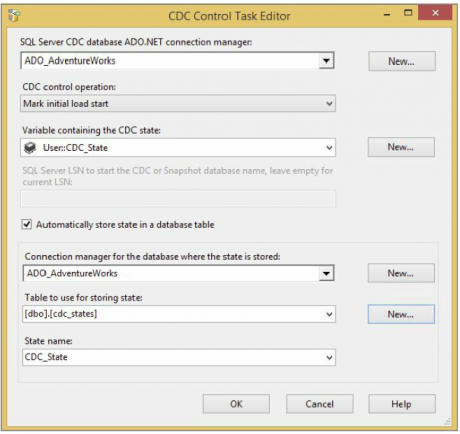 CDC Control Task Editor
SQL Server CDC database ADO.NET connection manager:
ADO_AdventureWorks
New...
CDC control operation:
Mark initial load start
Variable containing the CDC state:
User::CDC_State
New...
SQL Server LSN to start the CDC or Snapshot database name, leave empty for
current LSN:
Automatically store state in a database table
Connection manager for the database where the state is stored:
ADO_AdventureWorks
New...
Table to use for storing state:
[dbo].[cdc_states]
New...
State name:
CDC_State
OK
Cancel
Help